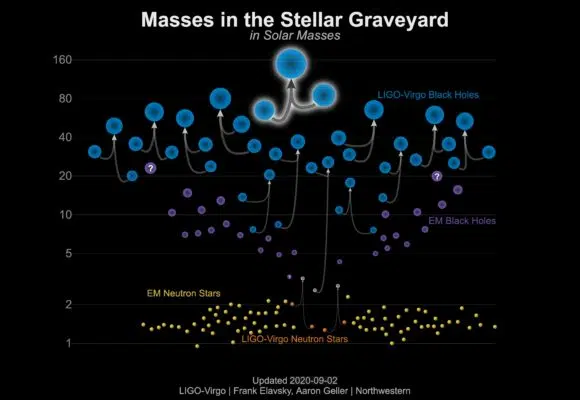 Masses in the Stellar Graveyard
in Solar Masses
160
LIGO-Virgo Black Holes
80
40
?
?
20
10
EM Black Holes
5
EM Neutron Stars
2
LIGO-Virgo Neutron Stars
1
Updated 2020-09-02
LIGO-Virgo | Frank Elavsky, Aaron Geller | Northwestern